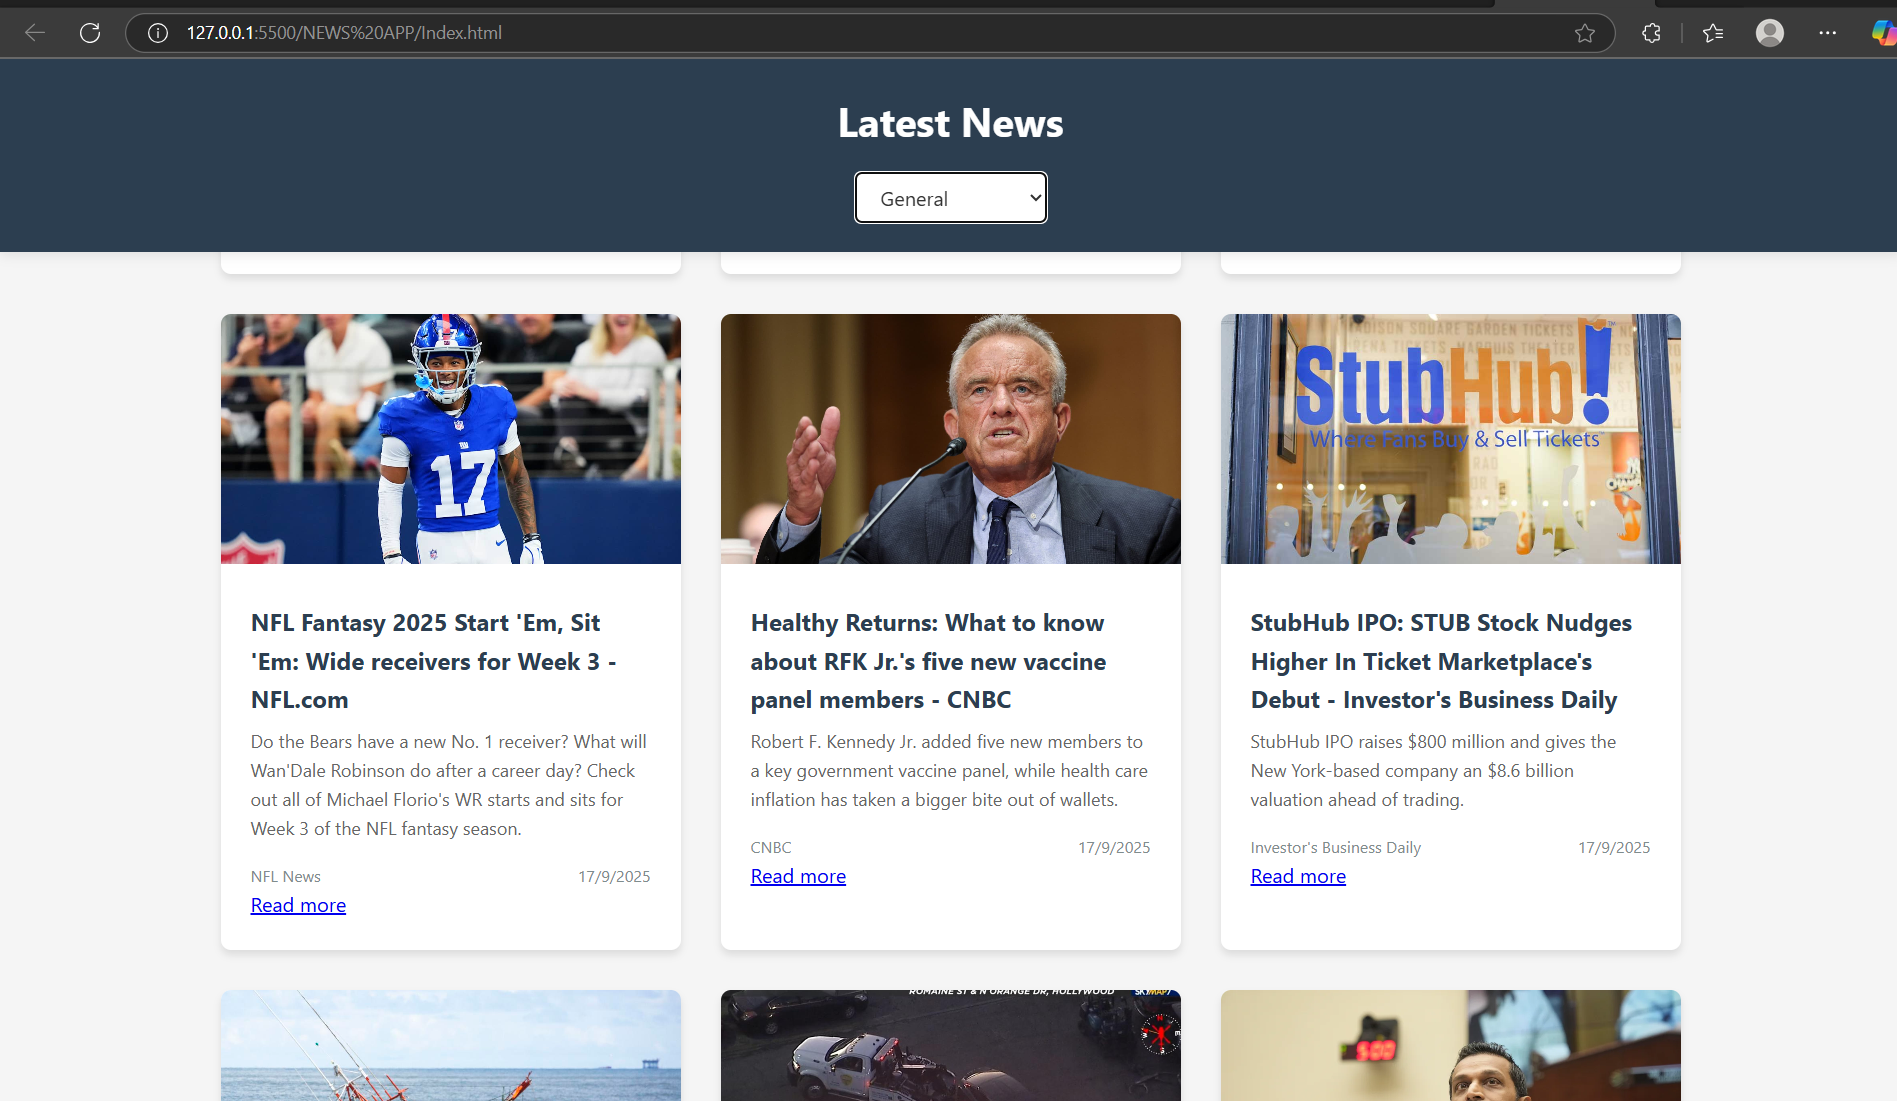 127.0.0.1:5500/NEWS%20APP/Index.html
Latest News
General
17
StubHub!
Where Fans Buy & Sell Tickets
NFL Fantasy 2025 Start 'Em, Sit
'Em: Wide receivers for Week 3 -
NFL.com
Do the Bears have a new No. 1 receiver? What will
Wan'Dale Robinson do after a career day? Check
out all of Michael Florio's WR starts and sits for
Week 3 of the NFL fantasy season.
NFL News 17/9/2025
Read more
Healthy Returns: What to know
about RFK Jr.'s five new vaccine
panel members - CNBC
Robert F. Kennedy Jr. added five new members to
a key government vaccine panel, while health care
inflation has taken a bigger bite out of wallets.
CNBC 17/9/2025
Read more
StubHub IPO: STUB Stock Nudges
Higher In Ticket Marketplace's
Debut - Investor's Business Daily
StubHub IPO raises $800 million and gives the
New York-based company an $8.6 billion
valuation ahead of trading.
Investor's Business Daily 17/9/2025
Read more
ROMAINE ST & N ORANGE DR, HOLLYWOOD
SKYMAP7
5:00